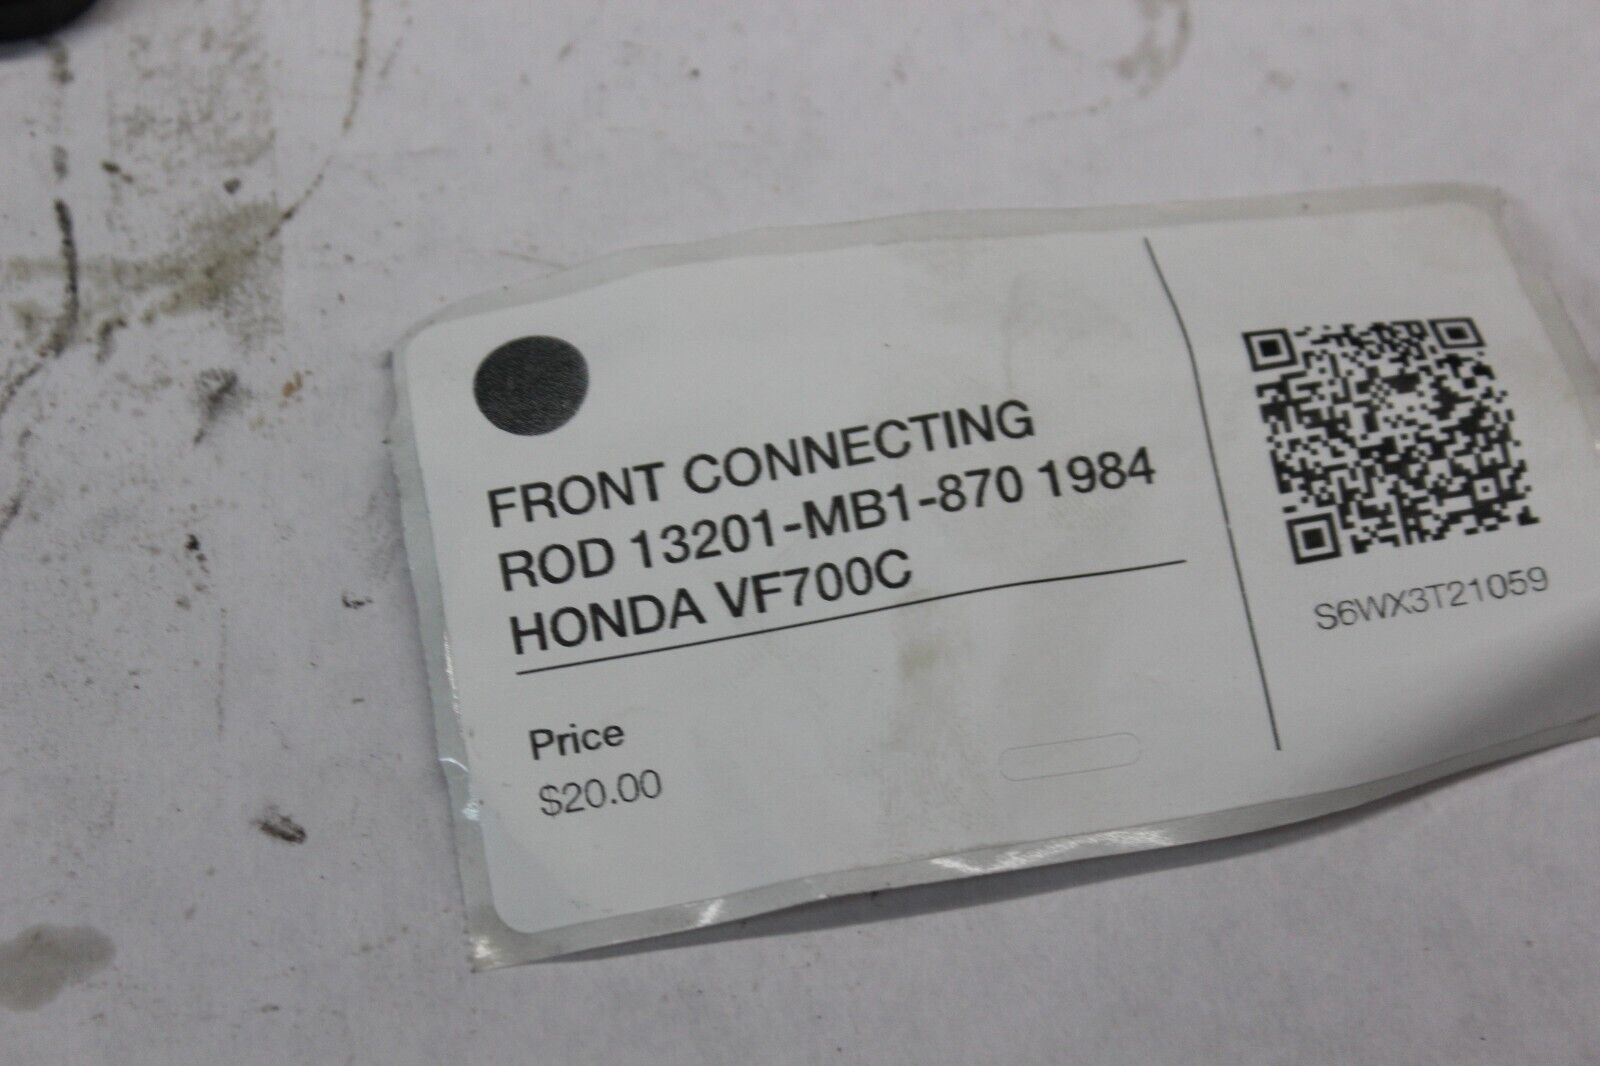 FRONT CONNECTING
ROD 13201-MB1-870 1984
HONDA VF700C
Price
$20.00
S6WX3T21059